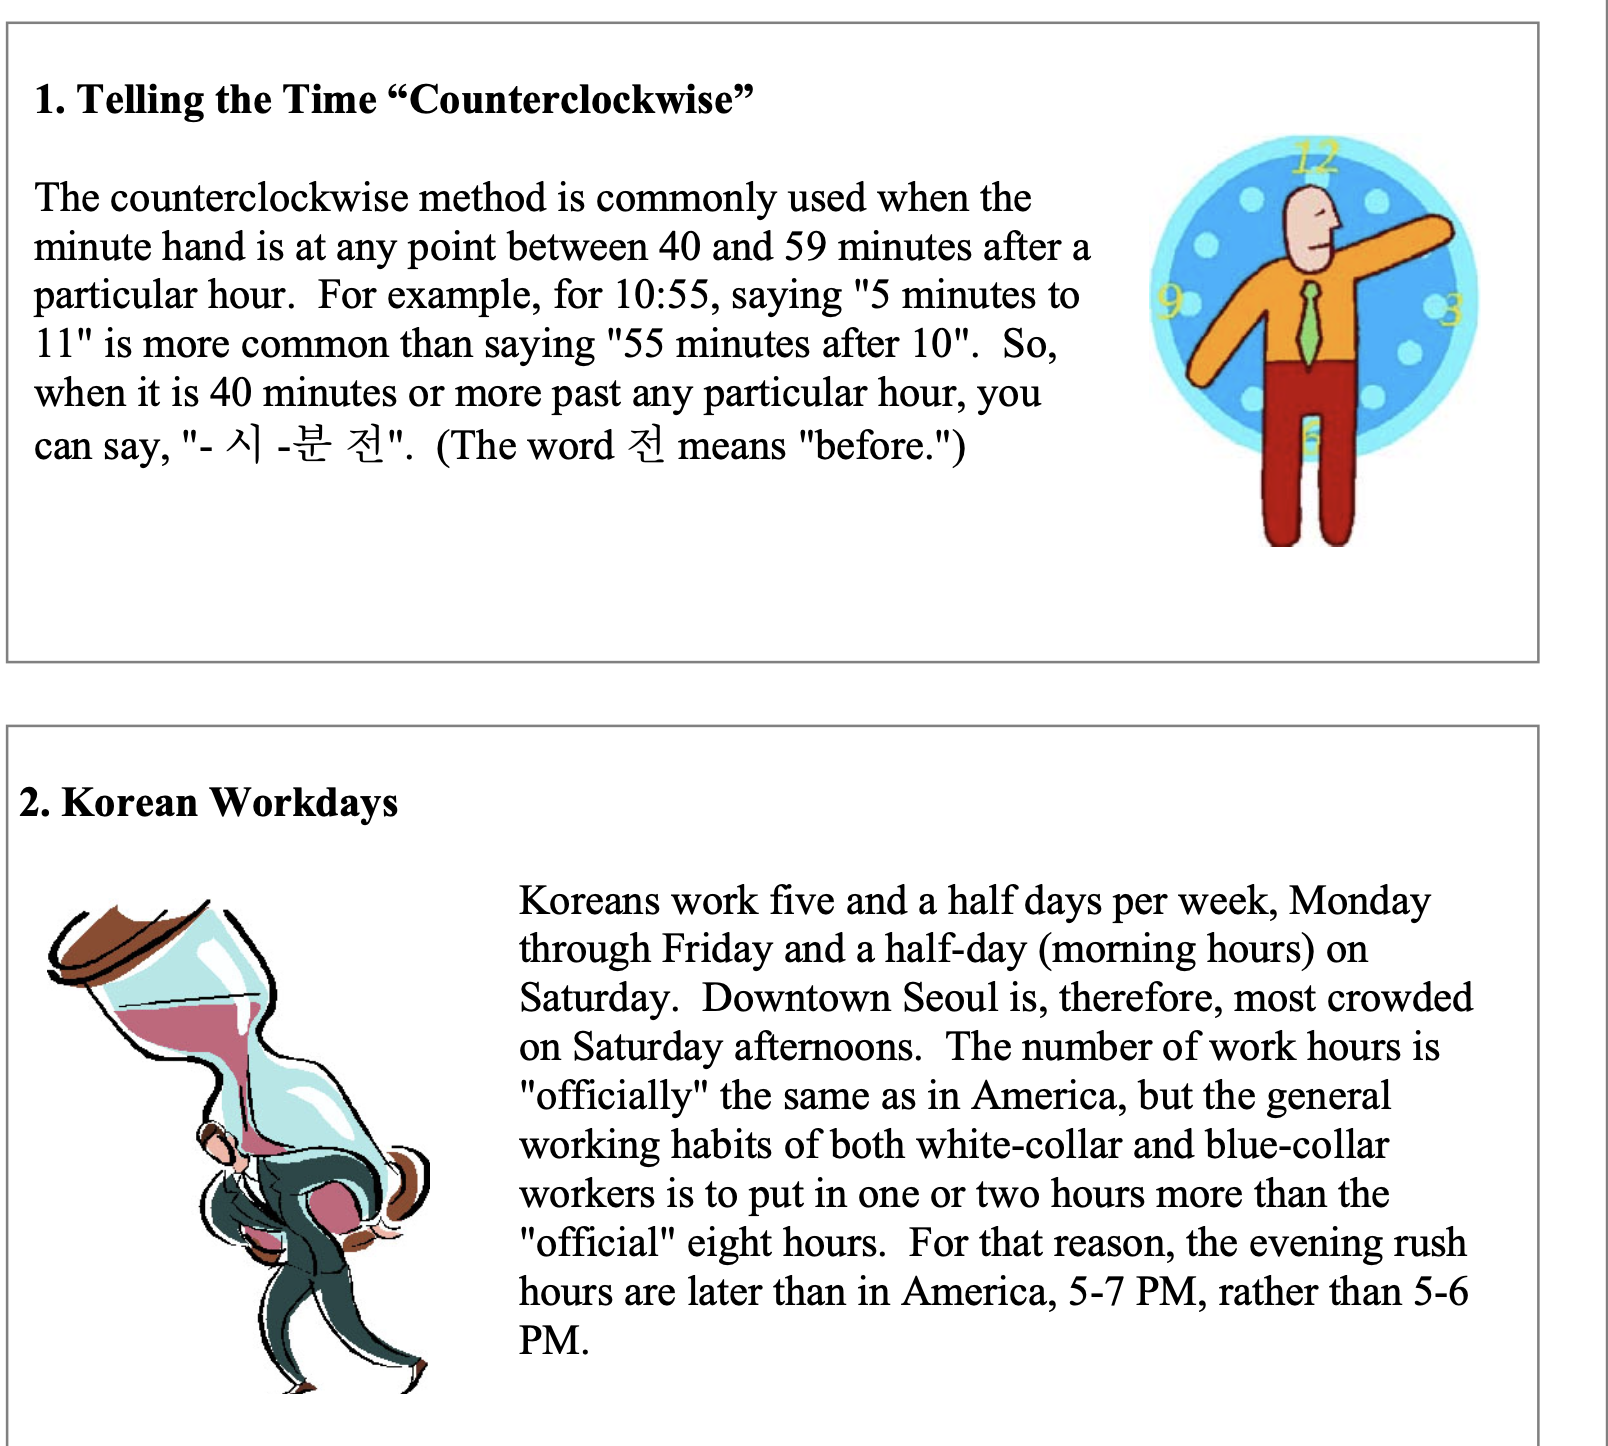 1. Telling the Time “Counterclockwise”
The counterclockwise method is commonly used when the
minute hand is at any point between 40 and 59 minutes after a
particular hour.  For example, for 10:55, saying "5 minutes to
11" is more common than saying "55 minutes after 10".  So,
when it is 40 minutes or more past any particular hour, you
can say, "- 시 -분 전".  (The word 전 means "before.")
12
9
3
6
2. Korean Workdays
Koreans work five and a half days per week, Monday
through Friday and a half-day (morning hours) on
Saturday.  Downtown Seoul is, therefore, most crowded
on Saturday afternoons.  The number of work hours is
"officially" the same as in America, but the general
working habits of both white-collar and blue-collar
workers is to put in one or two hours more than the
"official" eight hours.  For that reason, the evening rush
hours are later than in America, 5-7 PM, rather than 5-6
PM.